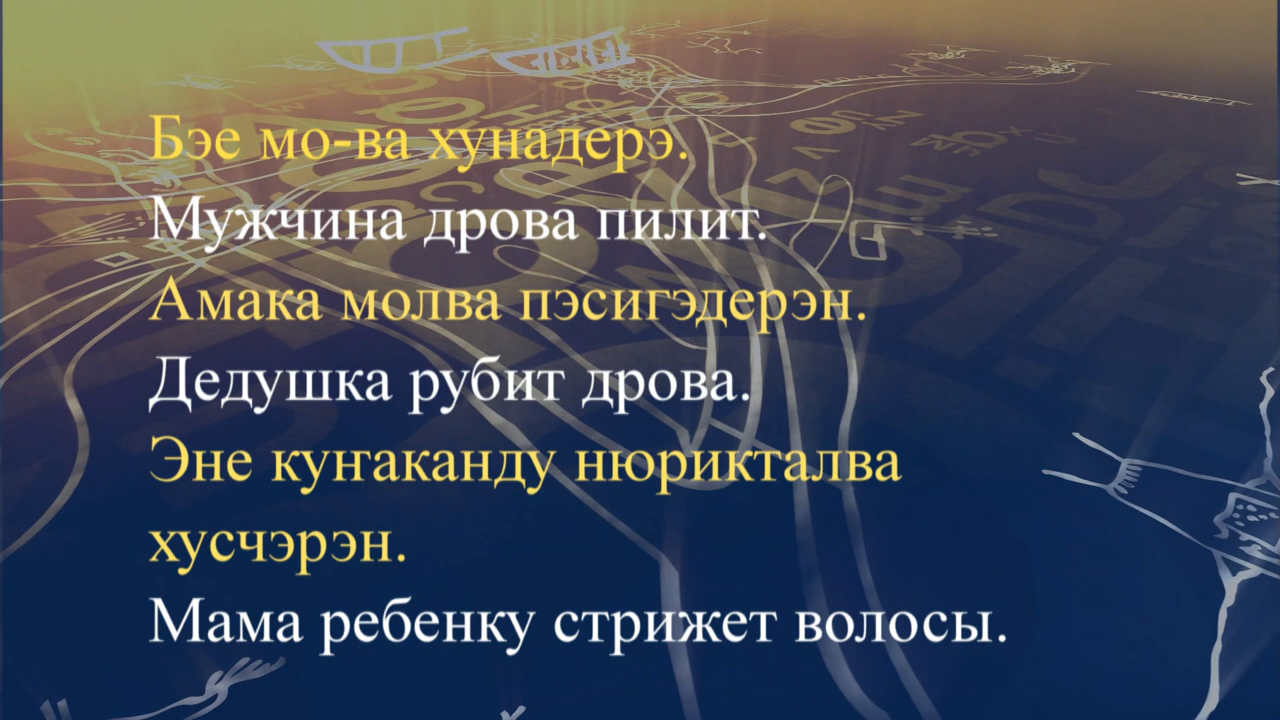 Бэе мо-ва хунадерэ.
Мужчина дрова пилит.
Амака молва пэсигэдерэн.
Дедушка рубит дрова.
Эне куӈаканду нюрикталва
хусчэрэн.
Мама ребенку стрижет волосы.